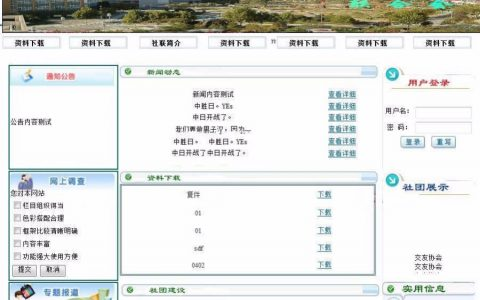 联合会
资料下载 资料下载 社联简介 资料下载 资料下载 资料下载 资料下载
通知公告
公告内容测试
新闻动态
新闻内容测试 查看详细
中胜日。YEs 查看详细
中日开战了。 查看详细
查看详细
中胜日。 中日。YEs 查看详细
中日开战了中日开战了。 查看详细
用户登录
用户名:
密 码:
登录 重写
网上调查
您对本网站
栏目组织得当
色彩搭配合理
框架比较清晰明确
内容丰富
功能强大使用方便
提交 取消
资料下载
复件 下载
01 下载
01 下载
sdf 下载
0402 下载
社团展示
交友协会
交友协会
专题报道
社团建设
实用信息